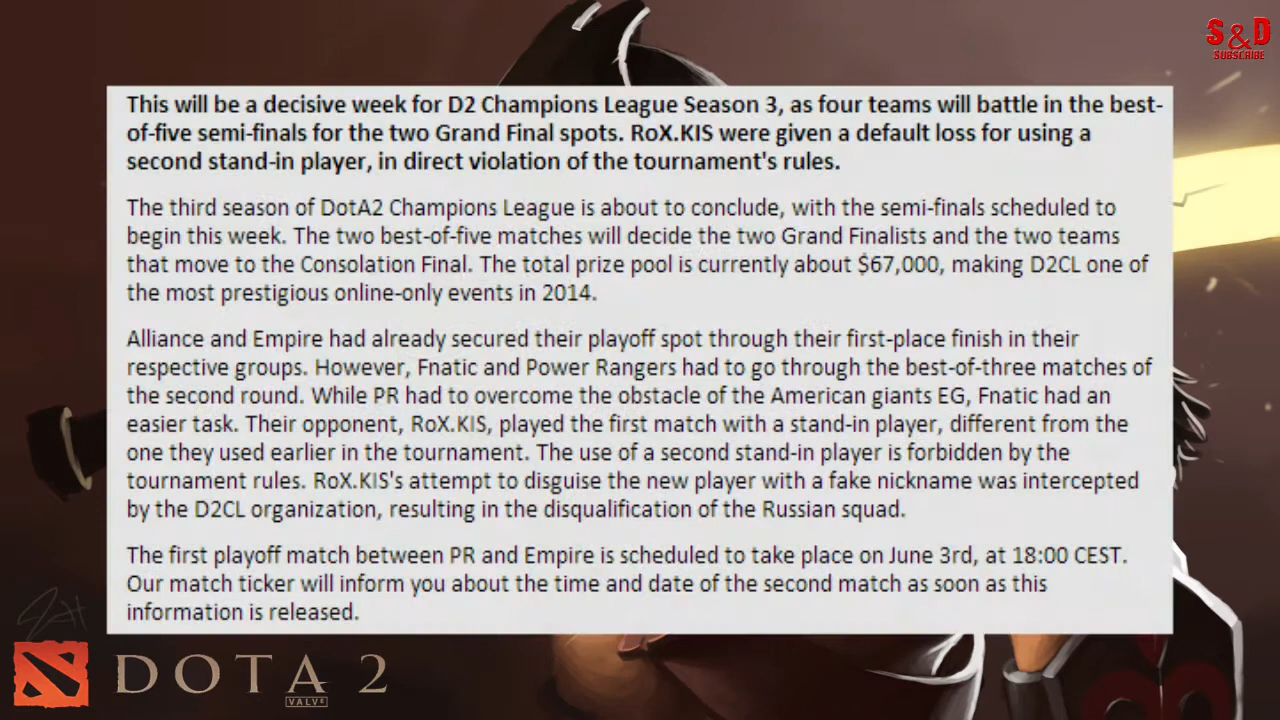 S & D
SUBSCRIBE
This will be a decisive week for D2 Champions League Season 3, as four teams will battle in the best-
of-five semi-finals for the two Grand Final spots. RoX.KIS were given a default loss for using a
second stand-in player, in direct violation of the tournament's rules.
The third season of DotA2 Champions League is about to conclude, with the semi-finals scheduled to
begin this week. The two best-of-five matches will decide the two Grand Finalists and the two teams
that move to the Consolation Final. The total prize pool is currently about $67,000, making D2CL one of
the most prestigious online-only events in 2014.
Alliance and Empire had already secured their playoff spot through their first-place finish in their
respective groups. However, Fnatic and Power Rangers had to go through the best-of-three matches of
the second round. While PR had to overcome the obstacle of the American giants EG, Fnatic had an
easier task. Their opponent, RoX.KIS, played the first match with a stand-in player, different from the
one they used earlier in the tournament. The use of a second stand-in player is forbidden by the
tournament rules. RoX.KIS's attempt to disguise the new player with a fake nickname was intercepted
by the D2CL organization, resulting in the disqualification of the Russian squad.
The first playoff match between PR and Empire is scheduled to take place on June 3rd, at 18:00 CEST.
Our match ticker will inform you about the time and date of the second match as soon as this
information is released.
DOTA 2
VALVE